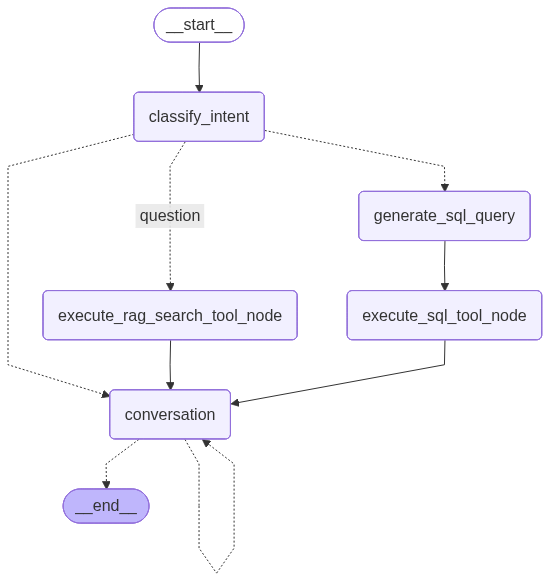 __start__
classify_intent
question
generate_sql_query
execute_rag_search_tool_node
execute_sql_tool_node
conversation
__end__